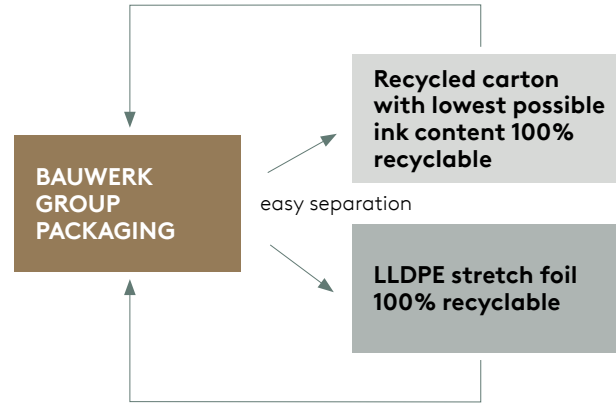 Recycled carton
with lowest possible
ink content 100%
recyclable
BAUWERK
GROUP
PACKAGING
easy separation
LLDPE stretch foil
100% recyclable